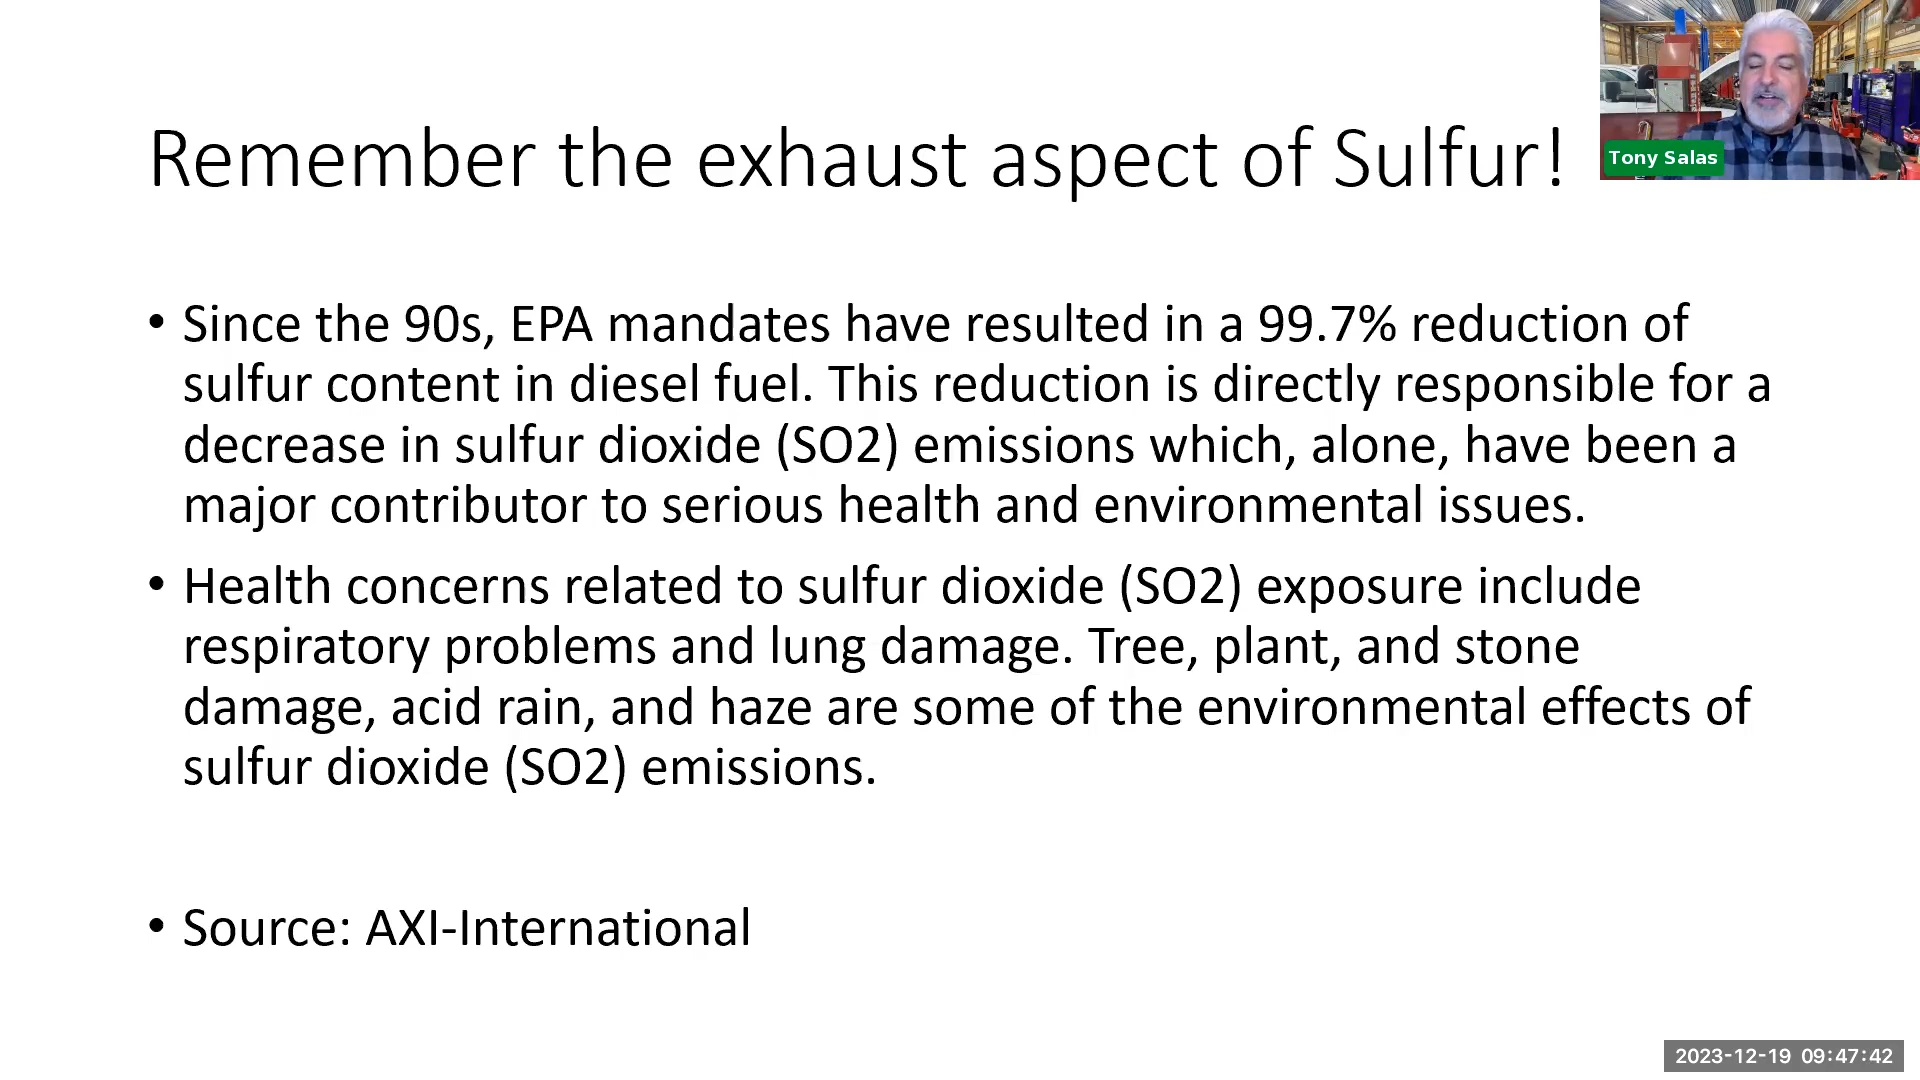 Remember the exhaust aspect of Sulfur!
Tony Salas
• Since the 90s, EPA mandates have resulted in a 99.7% reduction of
sulfur content in diesel fuel. This reduction is directly responsible for a
decrease in sulfur dioxide (SO2) emissions which, alone, have been a
major contributor to serious health and environmental issues.
• Health concerns related to sulfur dioxide (SO2) exposure include
respiratory problems and lung damage. Tree, plant, and stone
damage, acid rain, and haze are some of the environmental effects of
sulfur dioxide (SO2) emissions.
• Source: AXI-International
2023-12-19 09:47:42